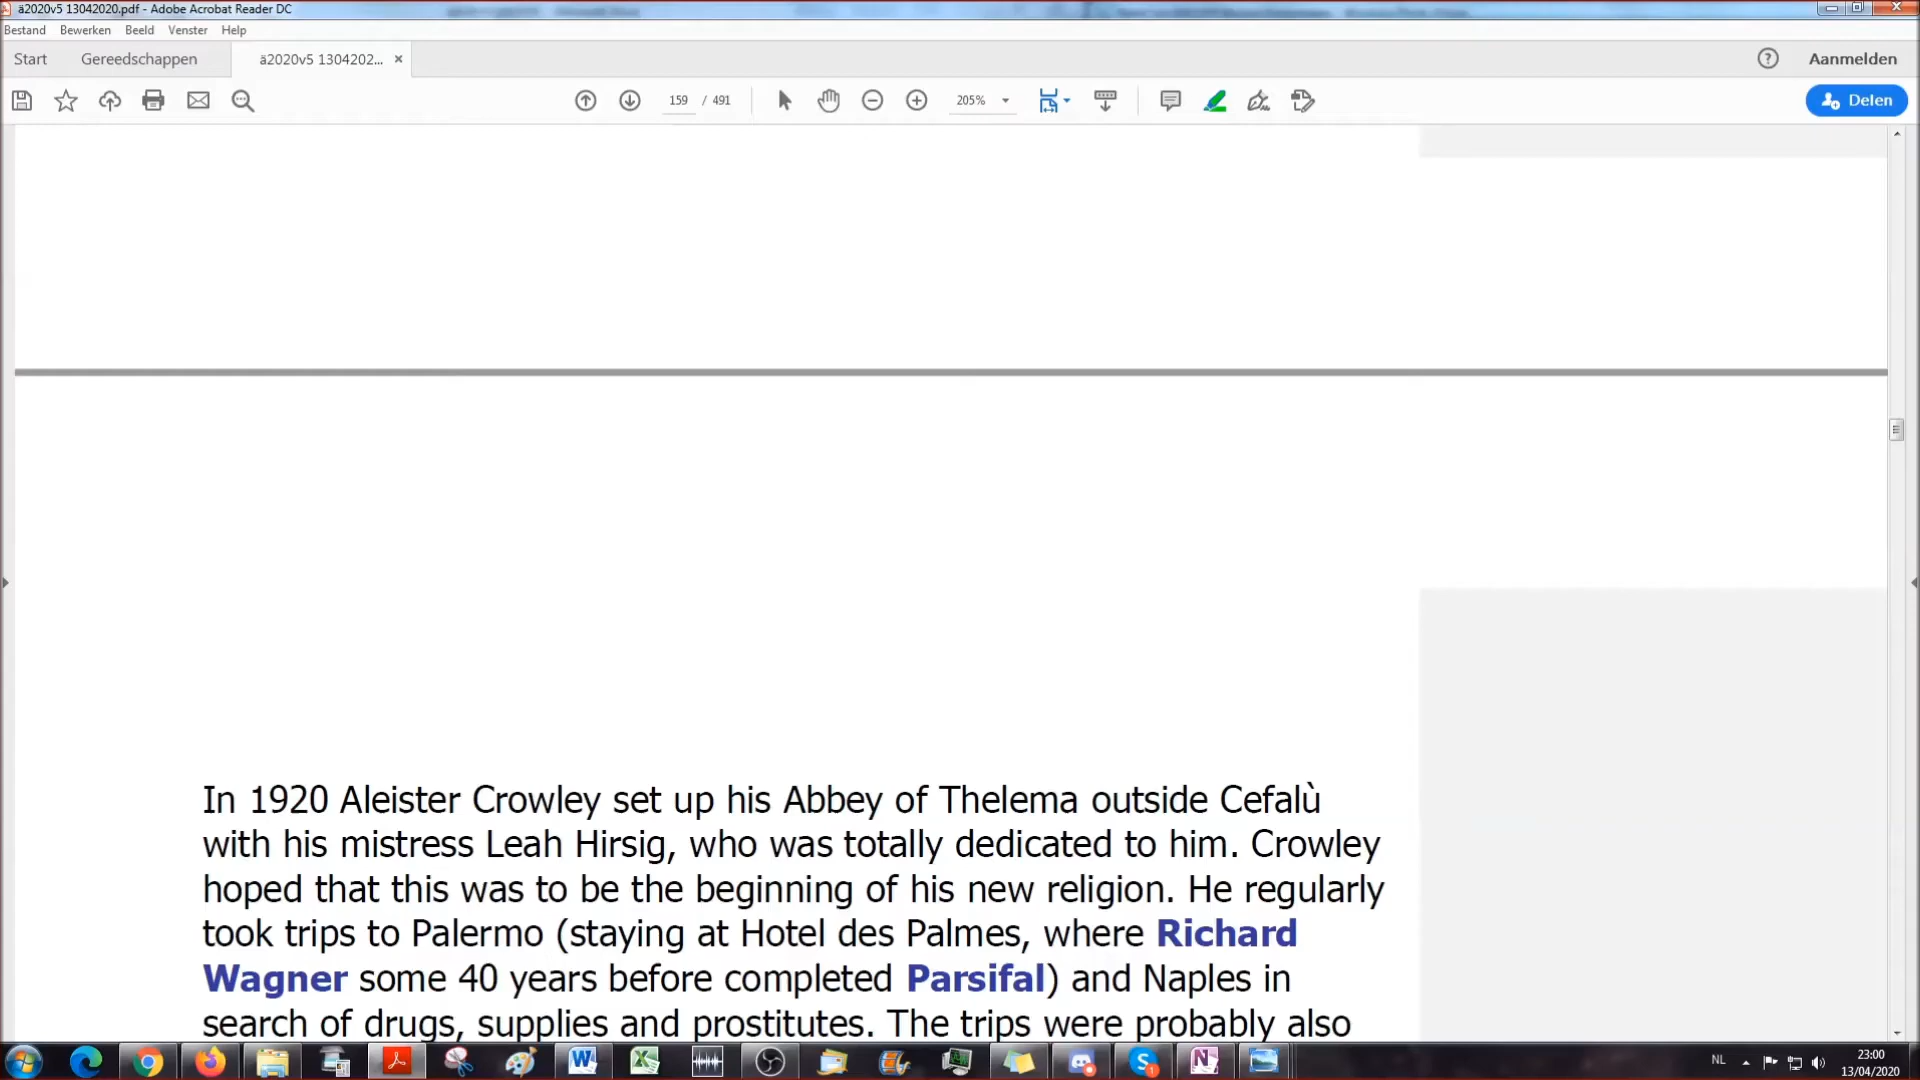 ä2020v5 13042020.pdf - Adobe Acrobat Reader DC
Bestand Bewerken Beeld Venster Help
Start Gereedschappen ä2020v5 1304202... × Aanmelden
159 / 491 205% Delen
In 1920 Aleister Crowley set up his Abbey of Thelema outside Cefalù
with his mistress Leah Hirsig, who was totally dedicated to him. Crowley
hoped that this was to be the beginning of his new religion. He regularly
took trips to Palermo (staying at Hotel des Palmes, where Richard
Wagner some 40 years before completed Parsifal) and Naples in
search of drugs, supplies and prostitutes. The trips were probably also
NL 23:00
13/04/2020